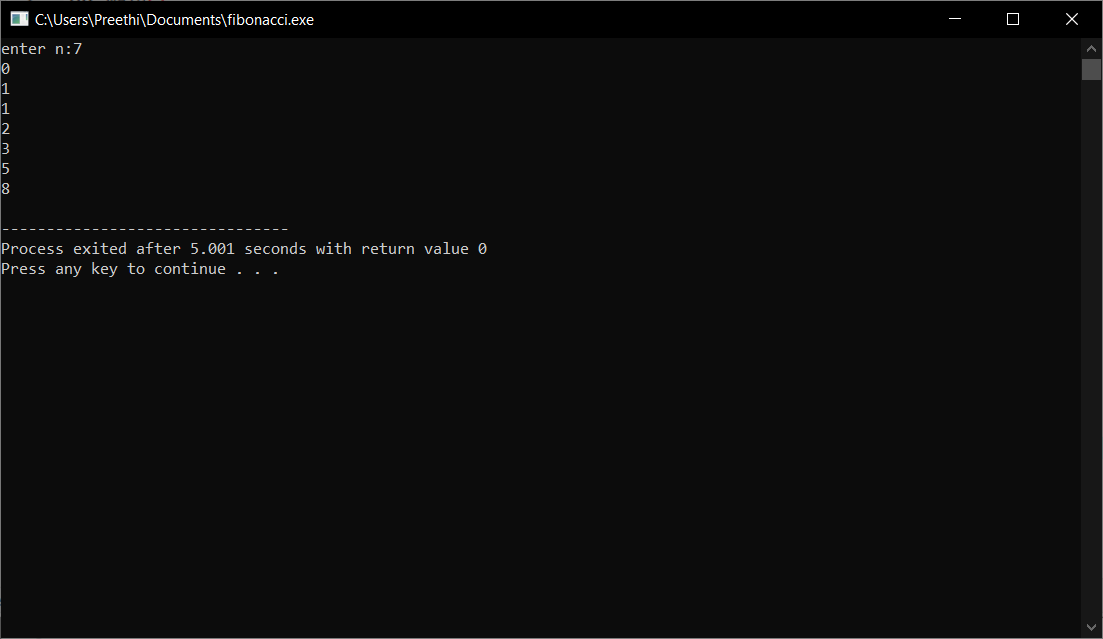 C:\Users\Preethi\Documents\fibonacci.exe
enter n:7
0
1
1
2
3
5
8
--------------------------------
Process exited after 5.001 seconds with return value 0
Press any key to continue . . .